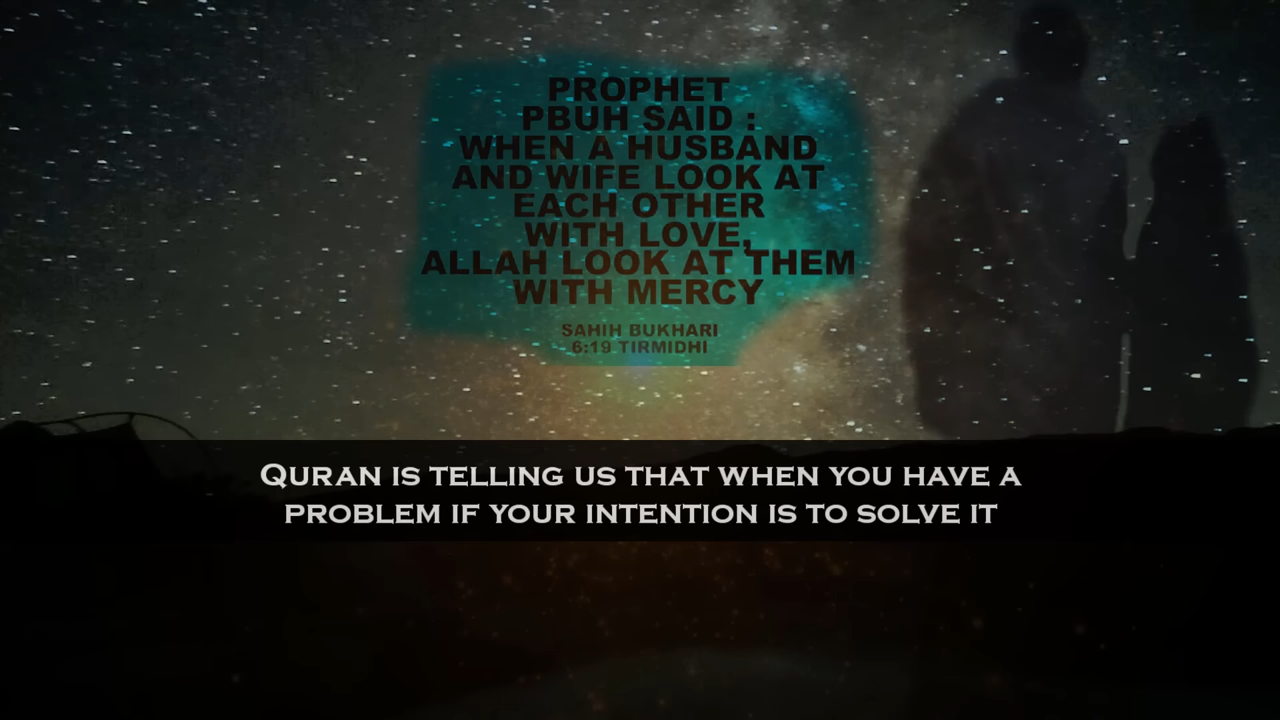 PROPHET
PBUH SAID :
WHEN A HUSBAND
AND WIFE LOOK AT
EACH OTHER
WITH LOVE,
ALLAH LOOK AT THEM
WITH MERCY
SAHIH BUKHARI
6:19 TIRMIDHI
QURAN IS TELLING US THAT WHEN YOU HAVE A
PROBLEM IF YOUR INTENTION IS TO SOLVE IT